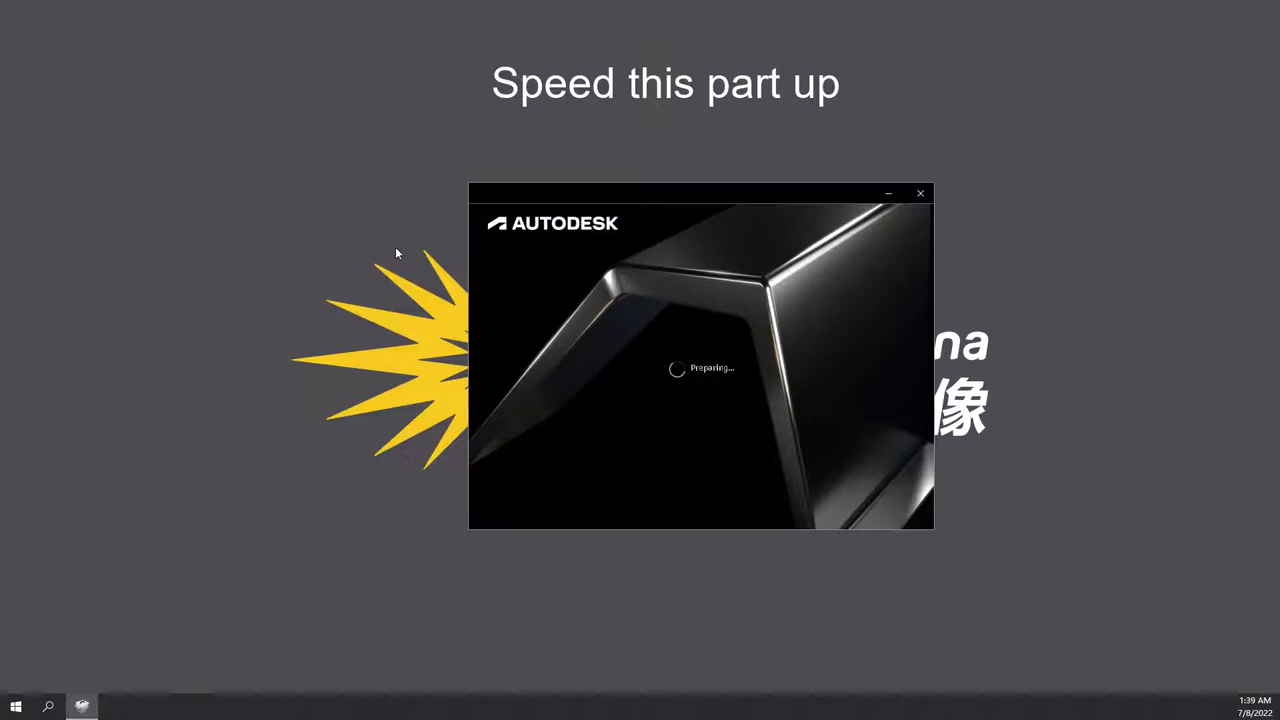 Speed this part up
AUTODESK
Preparing...
na
像
1:39 AM
7/8/2022